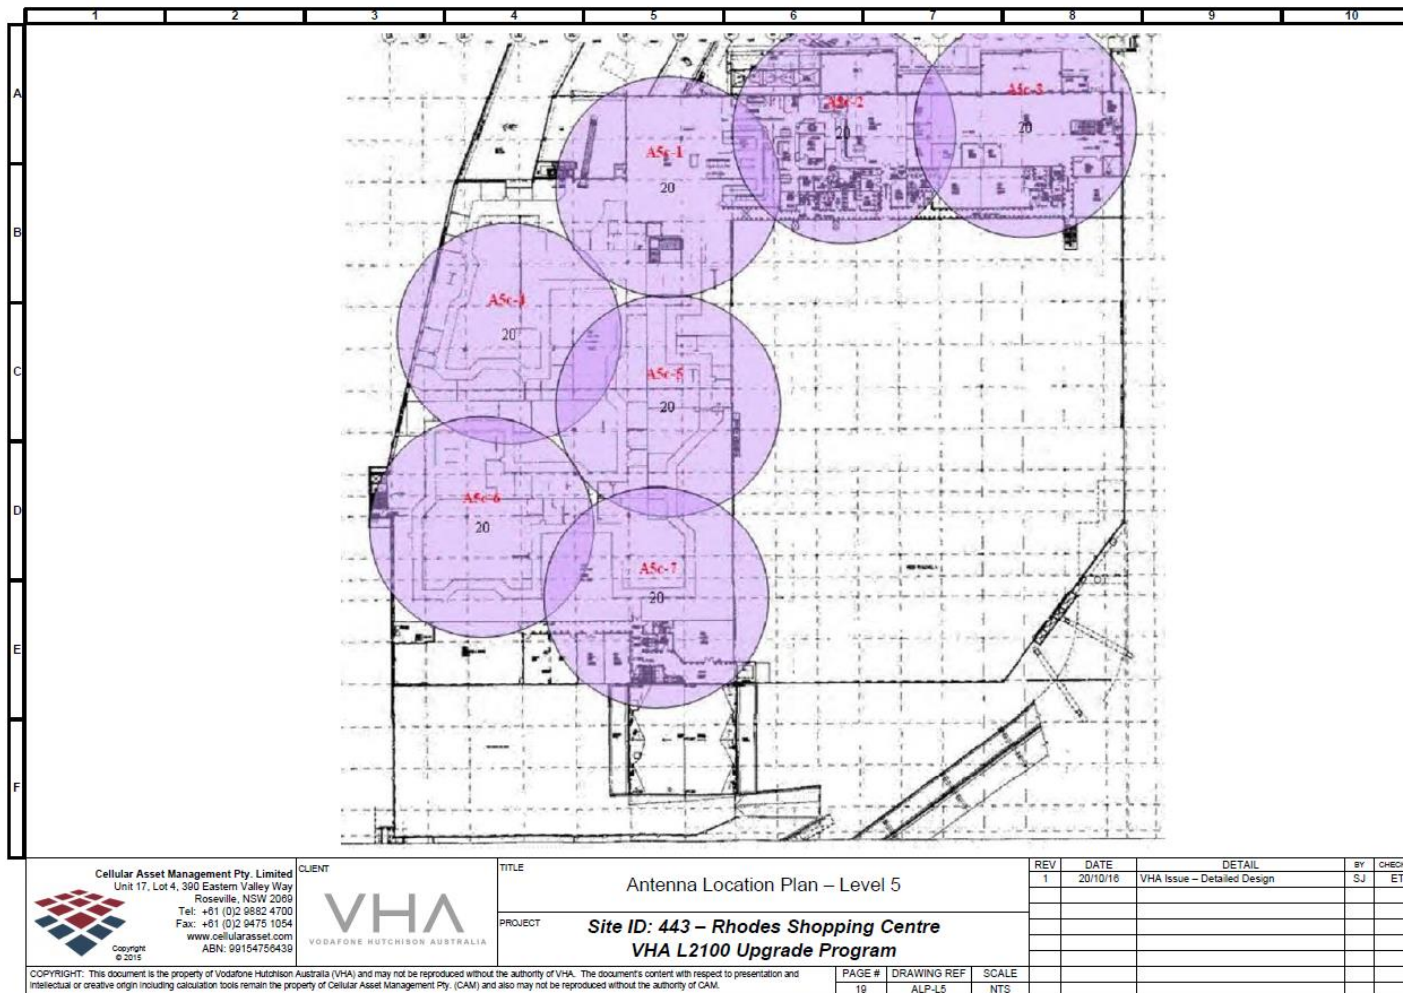 1 2 3 4 5 6 7 8 9 10
A
B
C
D
E
F
A5c-2
20
A5c-3
20
A5c-1
20
A5c-4
20
A5c-5
20
A5c-6
20
A5c-7
20
Cellular Asset Management Pty. Limited
Unit 17, Lot 4, 390 Eastern Valley Way
Roseville, NSW 2069
Tel: +61 (0)2 9882 4700
Fax: +61 (0)2 9475 1054
www.cellularasset.com
ABN: 99154756439
Copyright
© 2015
CLIENT
VHA
VODAFONE HUTCHISON AUSTRALIA
TITLE
Antenna Location Plan – Level 5
PROJECT
Site ID: 443 – Rhodes Shopping Centre
VHA L2100 Upgrade Program
REV DATE DETAIL BY CHECK
1 20/10/16 VHA Issue – Detailed Design SJ ET
COPYRIGHT: This document is the property of Vodafone Hutchison Australia (VHA) and may not be reproduced without the authority of VHA. The document's content with respect to presentation and
intellectual or creative origin including calculation tools remain the property of Cellular Asset Management Pty. (CAM) and also may not be reproduced without the authority of CAM.
PAGE # DRAWING REF SCALE
19 ALP-L5 NTS